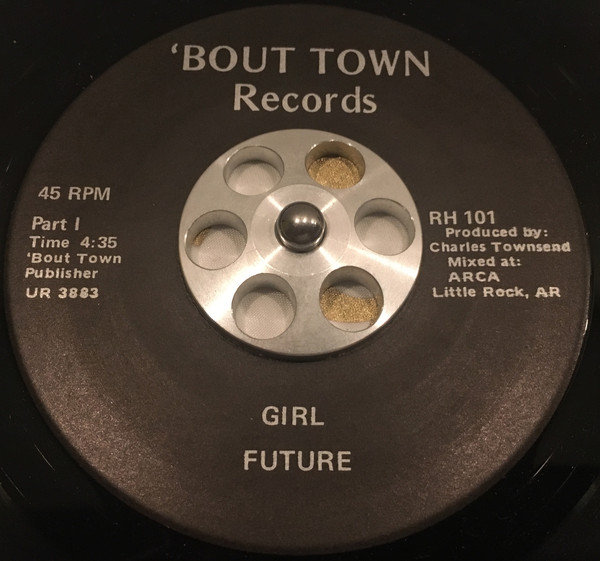 ‘BOUT TOWN
Records
45 RPM
Part I
Time 4:35
'Bout Town
Publisher
UR 3883
RH 101
Produced by:
Charles Townsend
Mixed at:
ARCA
Little Rock, AR
GIRL
FUTURE